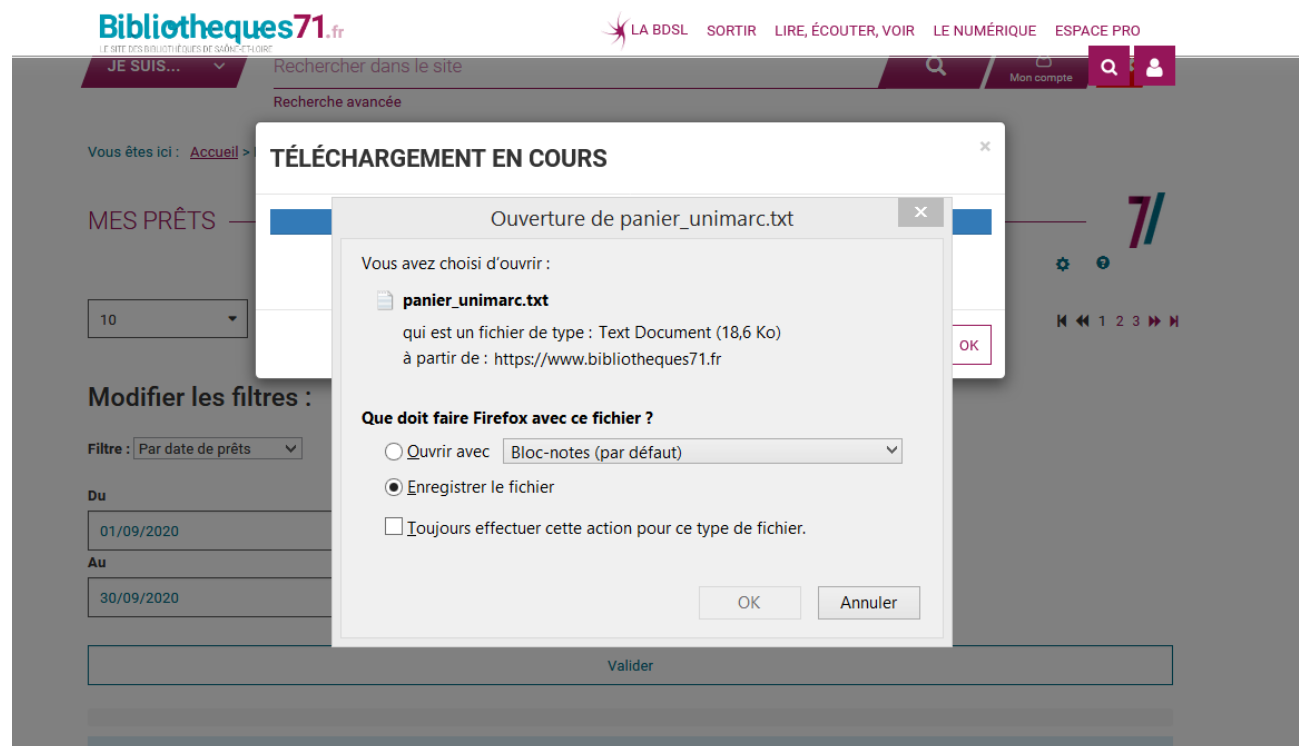 Bibliotheques71.fr
LE SITE DES BIBLIOTHÈQUES DE SAÔNE-ET-LOIRE
LA BDSL SORTIR LIRE, ÉCOUTER, VOIR LE NUMÉRIQUE ESPACE PRO
JE SUIS...
Rechercher dans le site
Mon compte
Recherche avancée
Vous êtes ici : Accueil >
TÉLÉCHARGEMENT EN COURS
×
MES PRÊTS
7/
Ouverture de panier_unimarc.txt
x
Vous avez choisi d'ouvrir :
panier_unimarc.txt
qui est un fichier de type : Text Document (18,6 Ko)
à partir de : https://www.bibliotheques71.fr
10
1 2 3
OK
Modifier les filtres :
Que doit faire Firefox avec ce fichier ?
Filtre : Par date de prêts
Ouvrir avec Bloc-notes (par défaut)
Enregistrer le fichier
Du
01/09/2020
Toujours effectuer cette action pour ce type de fichier.
Au
30/09/2020
OK Annuler
Valider